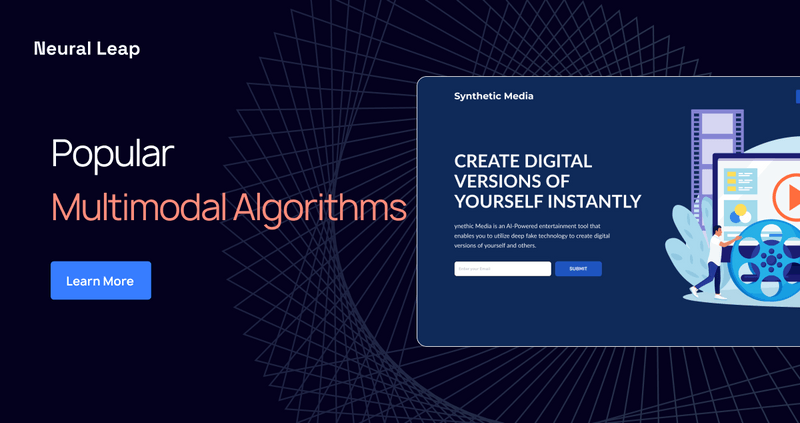 Neural Leap
Popular
Multimodal Algorithms
Learn More
Synthetic Media
CREATE DIGITAL
VERSIONS OF
YOURSELF INSTANTLY
ynethic Media is an AI-Powered entertainment tool that
enables you to utilize deep fake technology to create digital
versions of yourself and others.
Enter your Email
SUBMIT